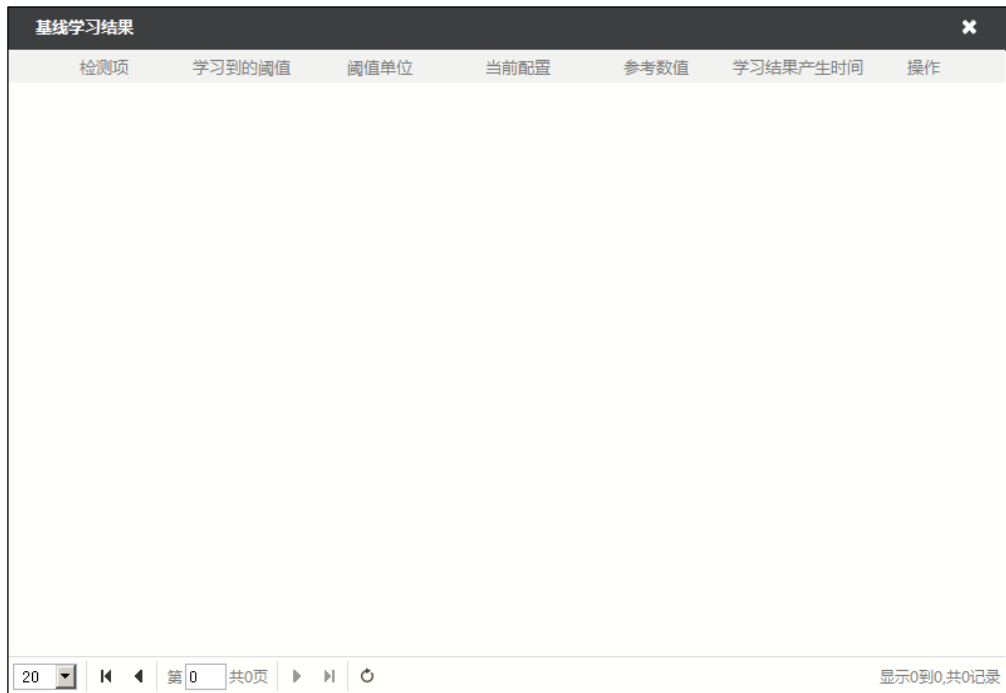 基线学习结果
检测项 学习到的阈值 阈值单位 当前配置 参考数值 学习结果产生时间 操作
20 第 0 共0页 显示0到0,共0记录